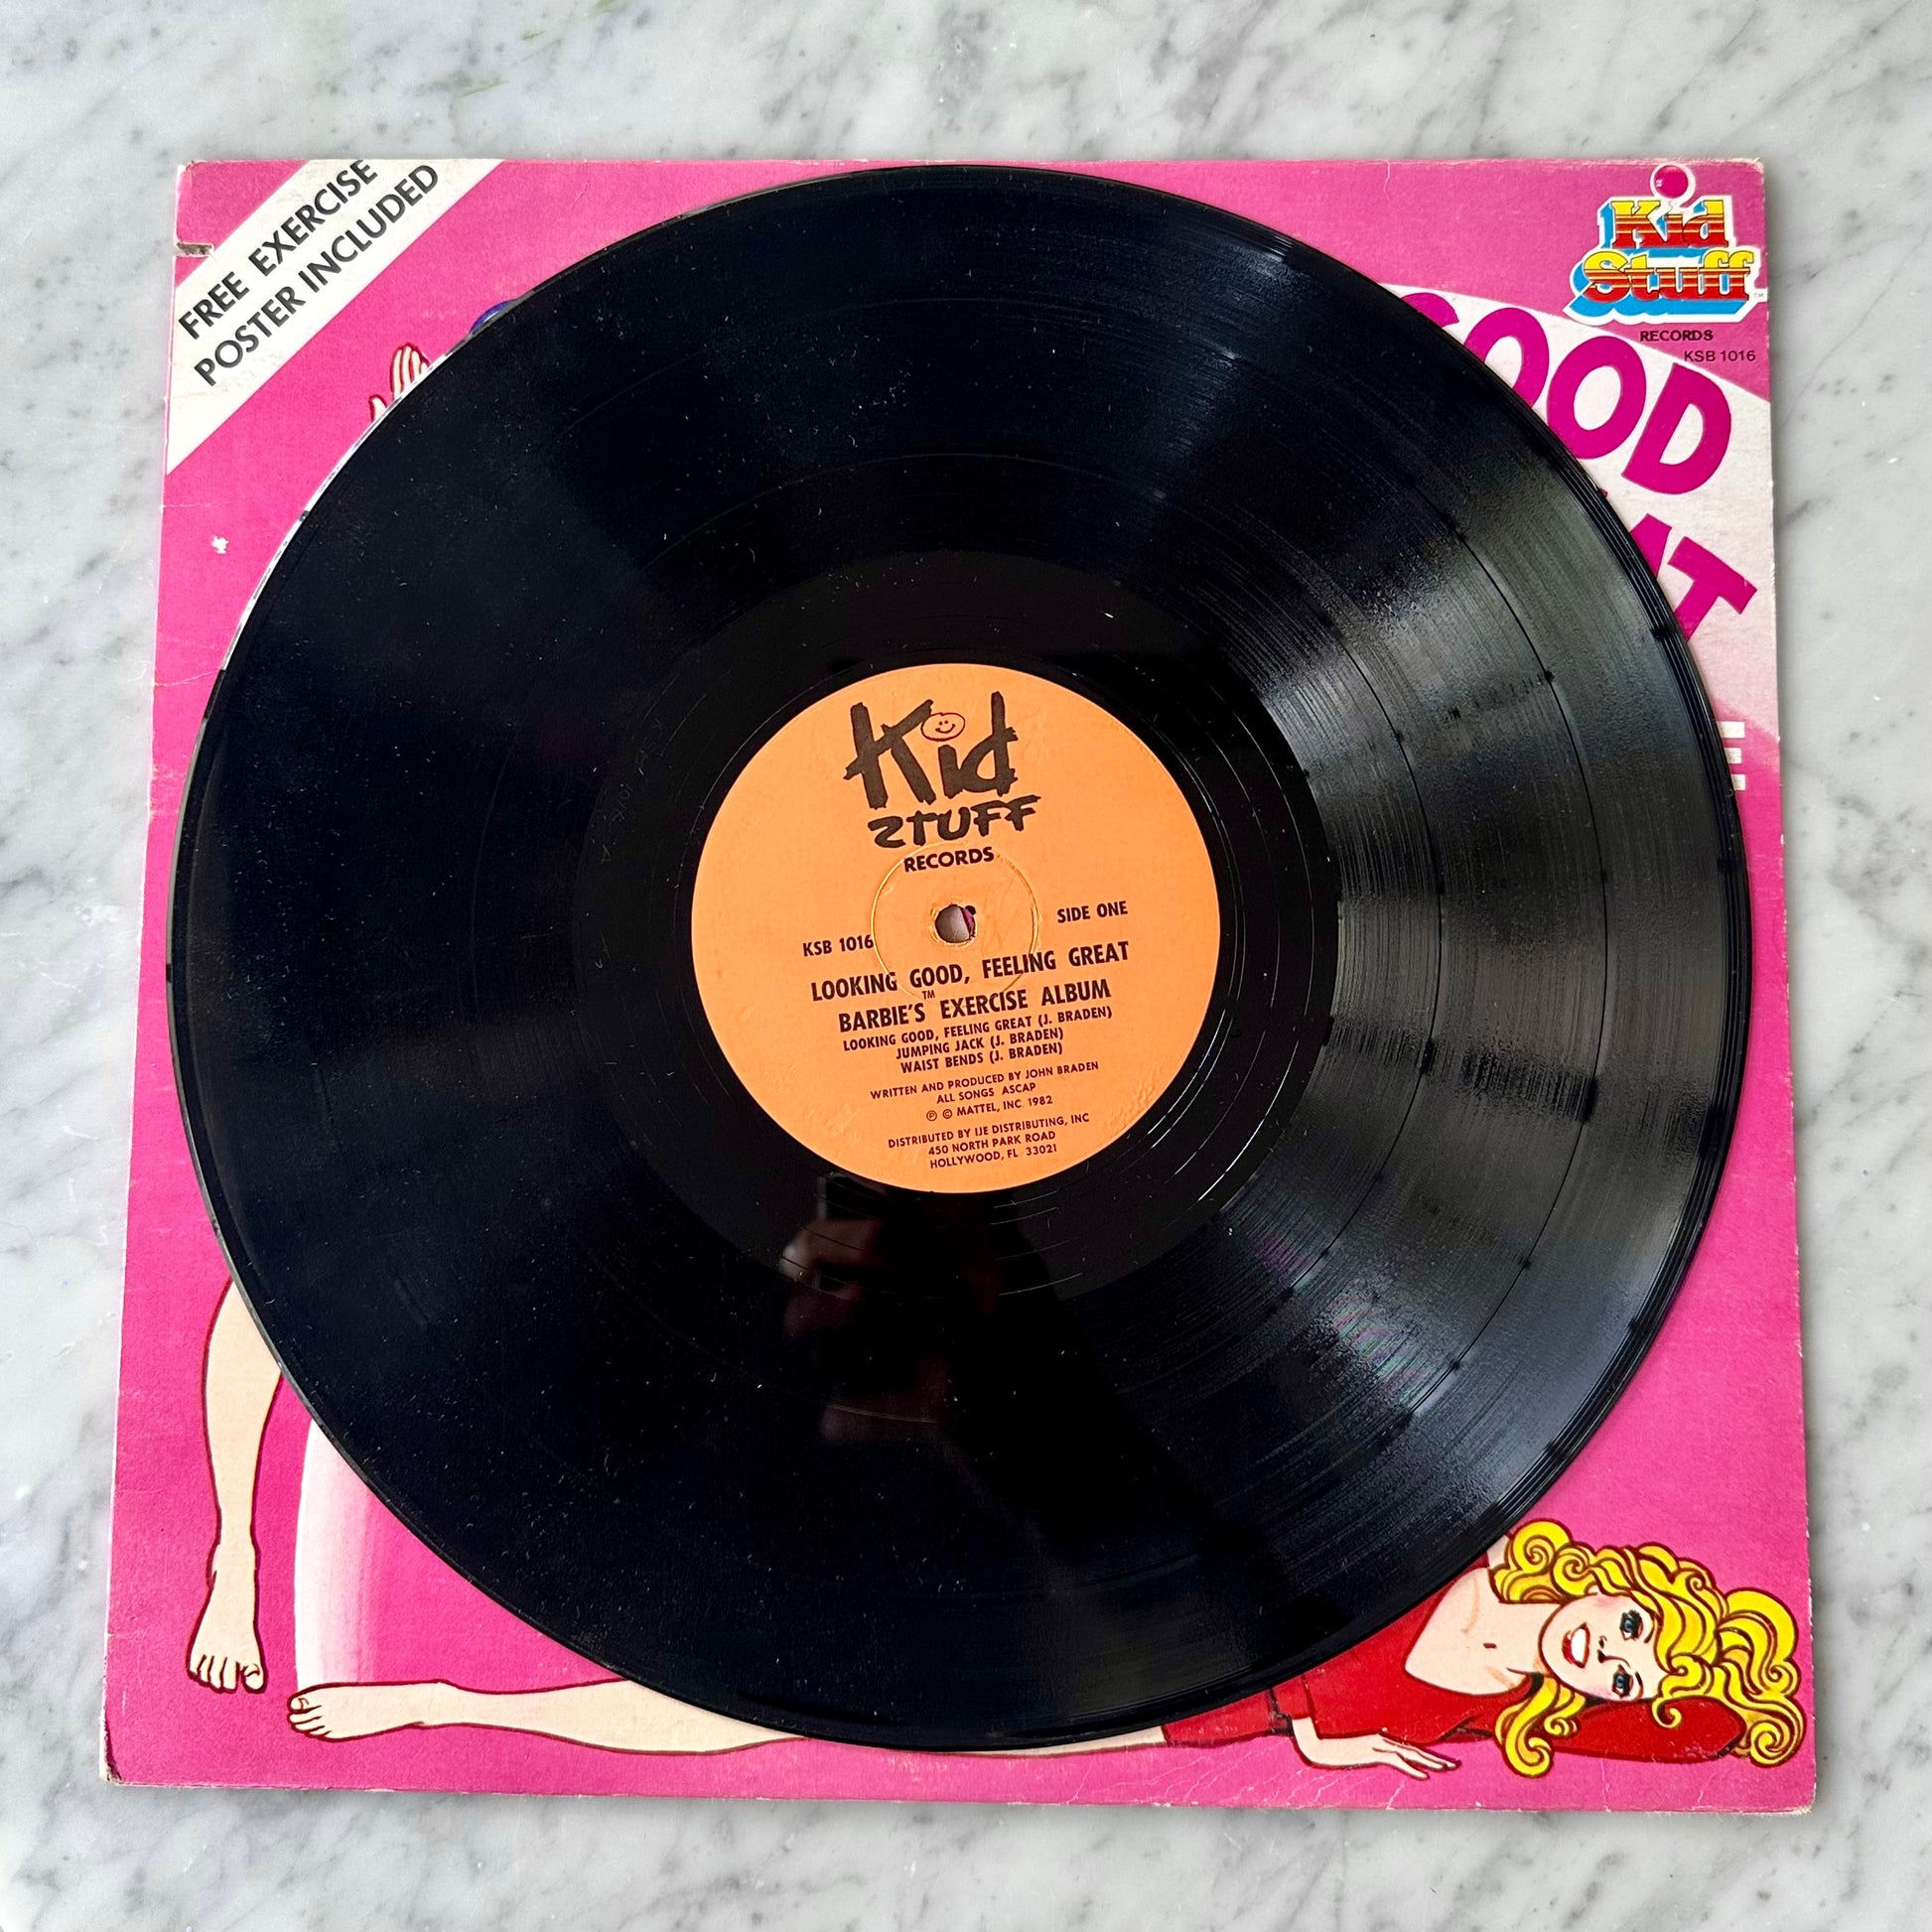 FREE EXERCISE
POSTER INCLUDED
Kid
Stuff
TM
RECORDS
KSB 1016
GOOD
Kid
STUFF
RECORDS
KSB 1016
SIDE ONE
LOOKING GOOD, FEELING GREAT
BARBIE'S™ EXERCISE ALBUM
LOOKING GOOD, FEELING GREAT (J. BRADEN)
JUMPING JACK (J. BRADEN)
WAIST BENDS (J. BRADEN)
WRITTEN AND PRODUCED BY JOHN BRADEN
ALL SONGS ASCAP
℗ © MATTEL, INC. 1982
DISTRIBUTED BY IJE DISTRIBUTING, INC
450 NORTH PARK ROAD
HOLLYWOOD, FL 33021